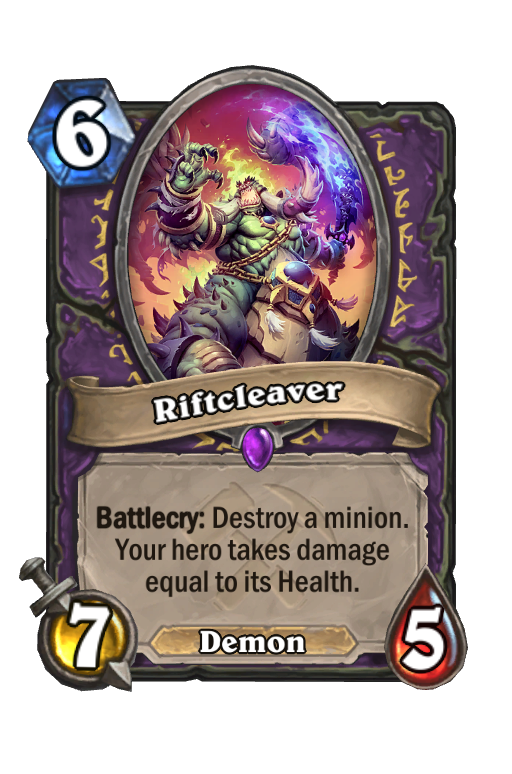 6
Riftcleaver
Battlecry: Destroy a minion.
Your hero takes damage
equal to its Health.
7
Demon
5